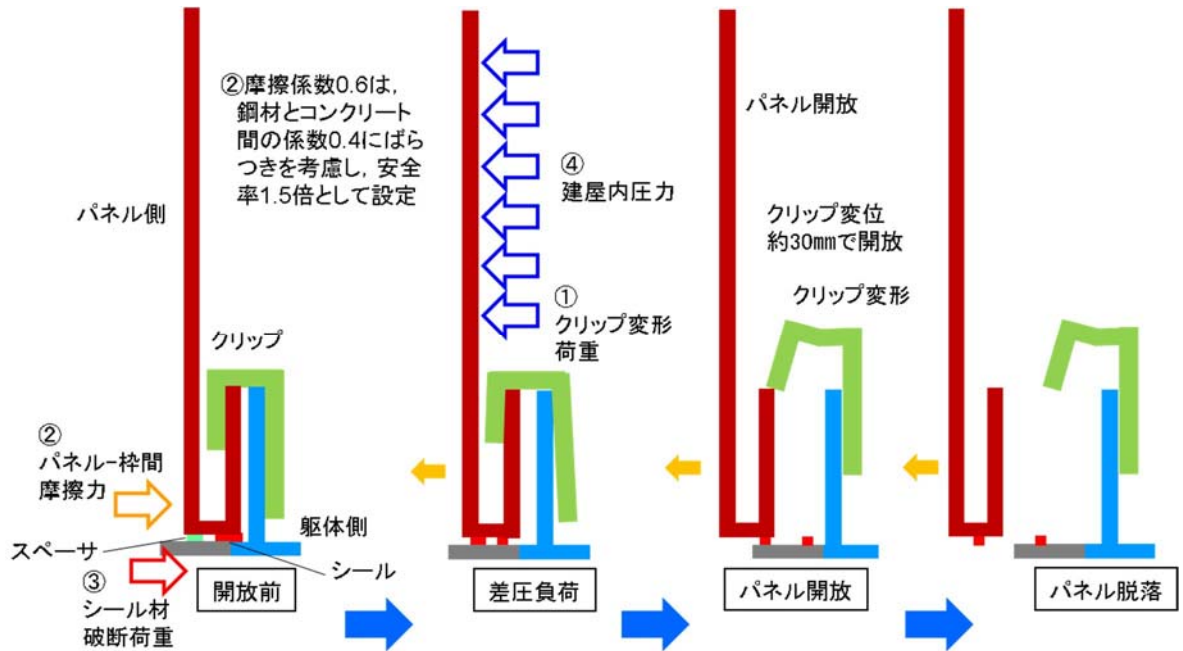 ②摩擦係数0.6は,
鋼材とコンクリート
間の係数0.4にばら
つきを考慮し, 安全
率1.5倍として設定
パネル側
クリップ
②
パネル-枠間
摩擦力
スペーサ
③
シール材
破断荷重
躯体側
シール
開放前
④
建屋内圧力
①
クリップ変形
荷重
差圧負荷
パネル開放
クリップ変位
約30mmで開放
クリップ変形
パネル開放
パネル脱落